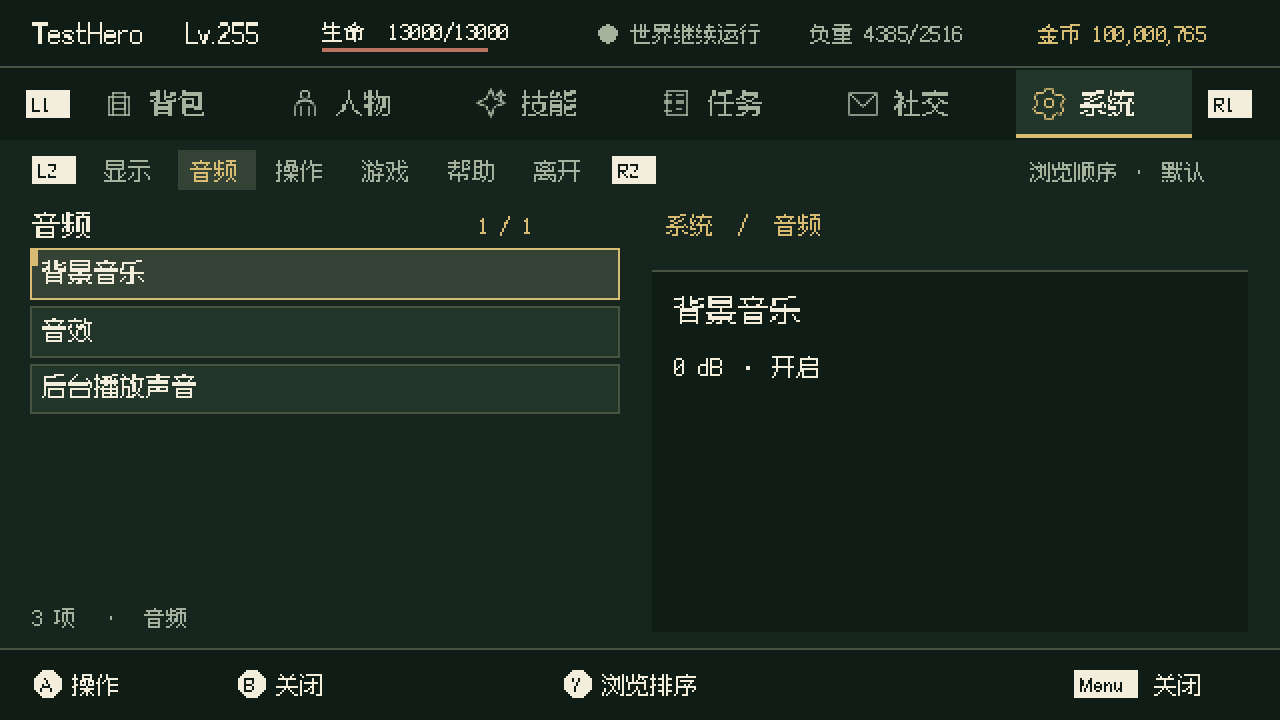 TestHero Lv.255 生命 13000/13000 世界继续运行 负重 4385/2516 金币 100,000,765
L1 背包 人物 技能 任务 社交 系统 R1
L2 显示 音频 操作 游戏 帮助 离开 R2 浏览顺序 · 默认
音频 1 / 1
系统 / 音频
背景音乐
音效
后台播放声音
背景音乐
0 dB · 开启
3 项 · 音频
A 操作 B 关闭 Y 浏览排序 Menu 关闭